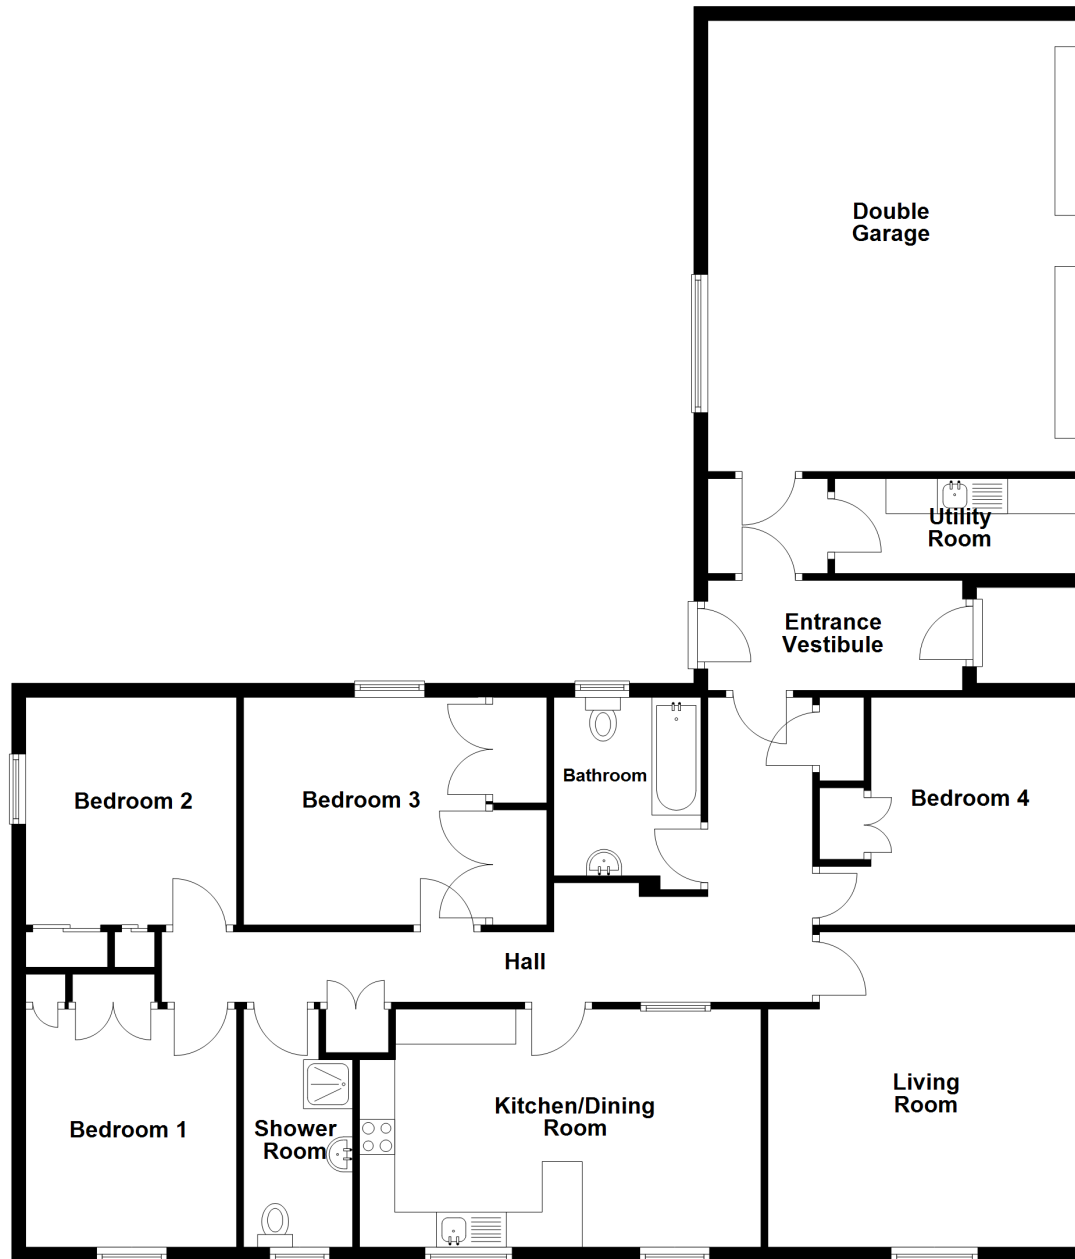 Double
Garage
Utility
Room
Entrance
Vestibule
Bedroom 2
Bedroom 3
Bathroom
Bedroom 4
Hall
Bedroom 1
Shower
Room
Kitchen/Dining
Room
Living
Room